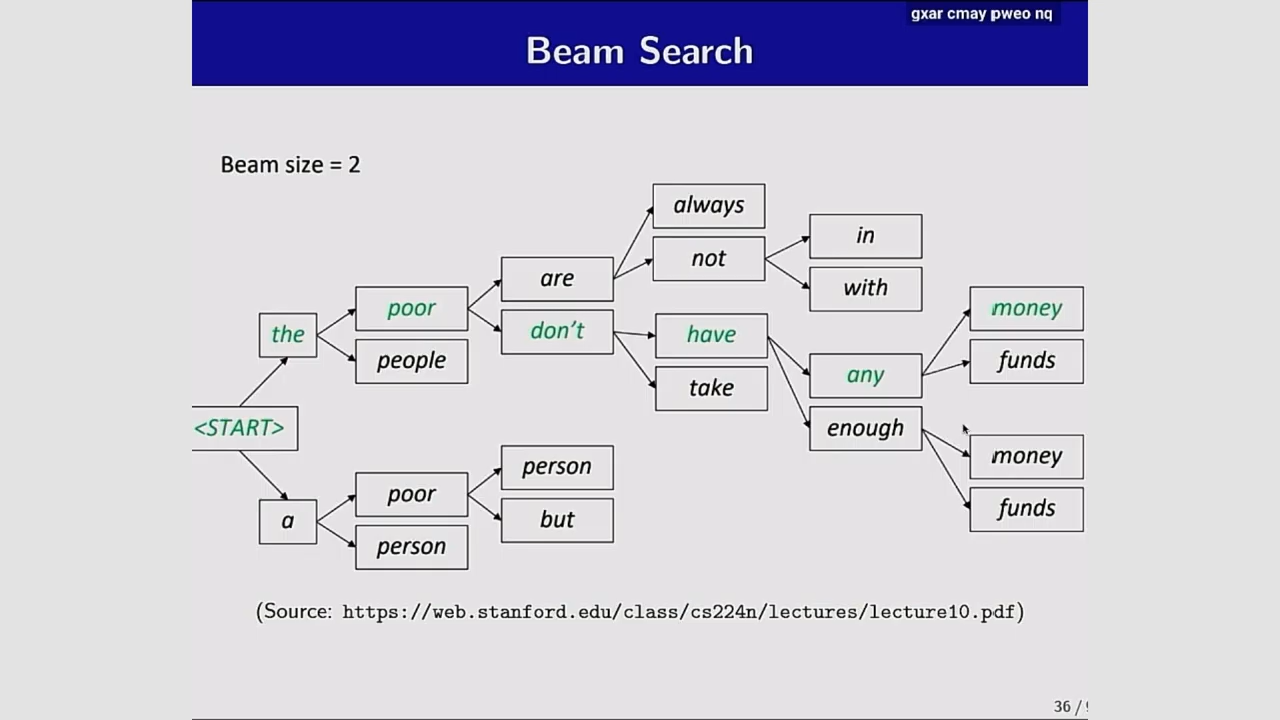 gxar cmay pweo nq
Beam Search
Beam size = 2
always
in
not
are
with
poor
money
the
don't
have
people
any
funds
take
<START>
enough
person
money
a
poor
but
funds
person
(Source: https://web.stanford.edu/class/cs224n/lectures/lecture10.pdf)
36 /